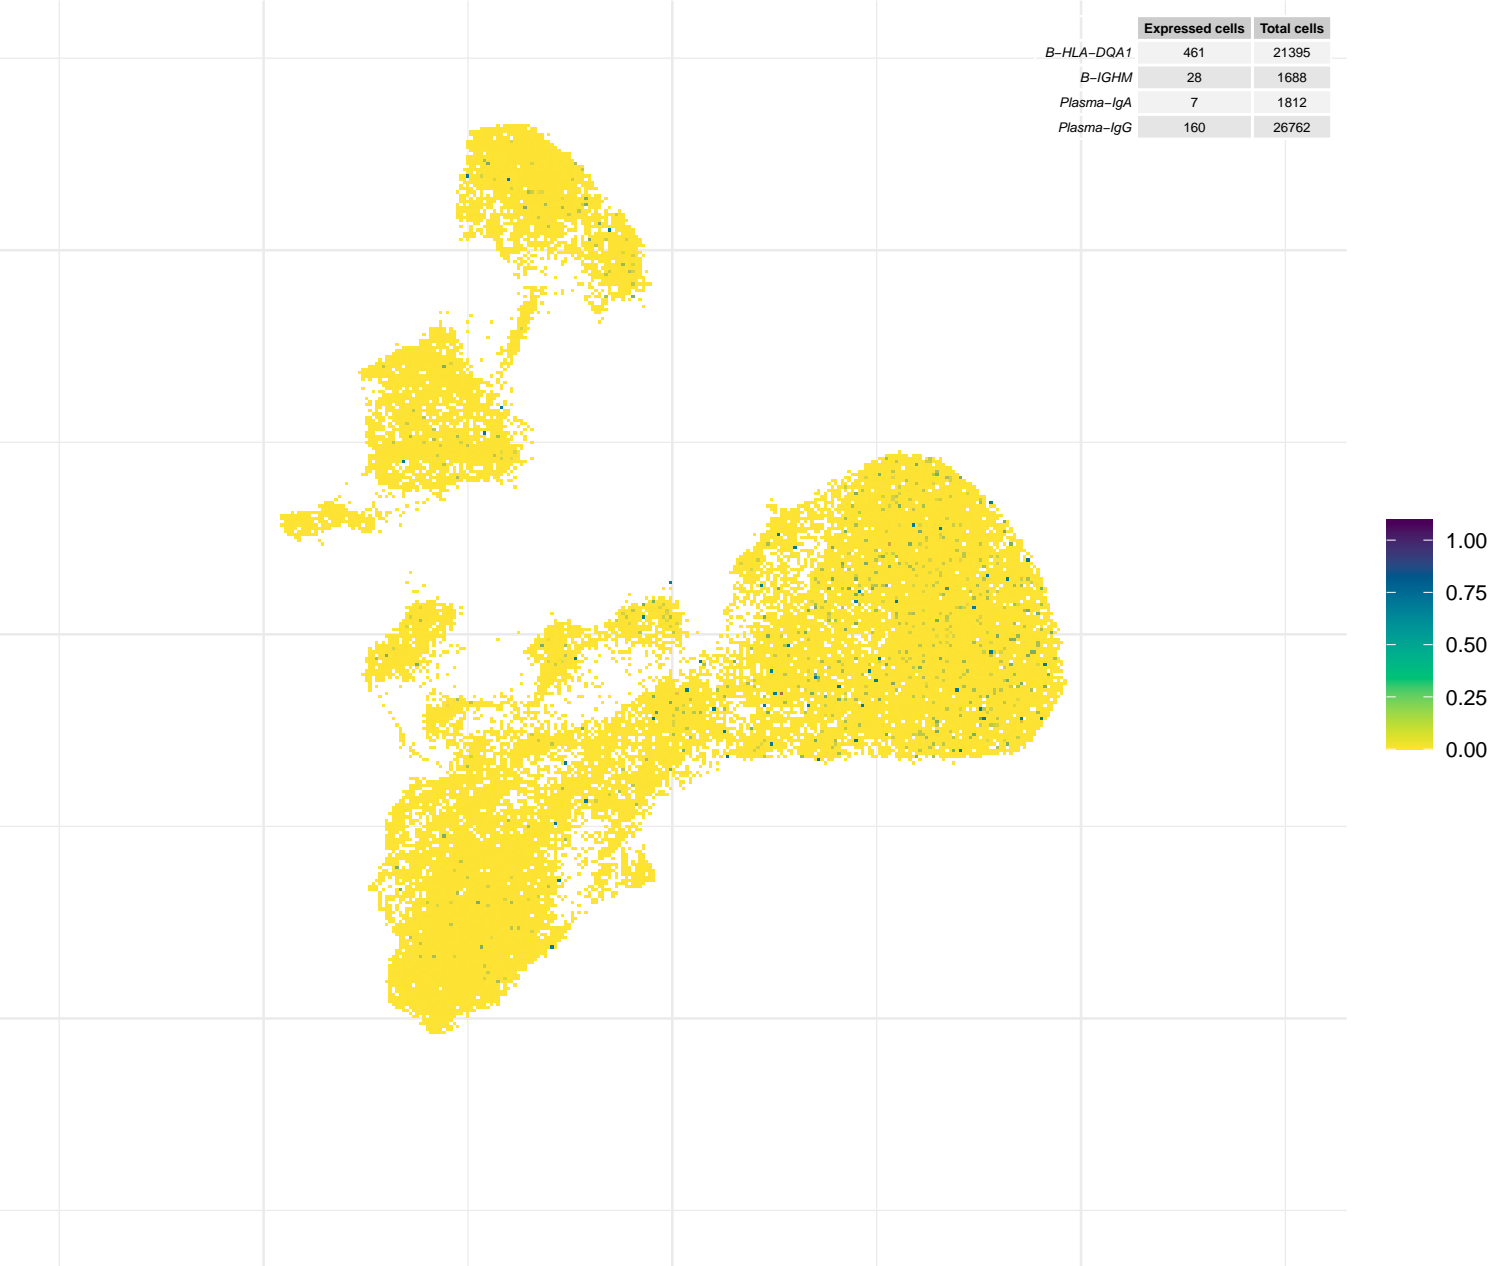 Expressed cells Total cells
B−HLA−DQA1 461 21395
B−IGHM 28 1688
Plasma−IgA 7 1812
Plasma−IgG 160 26762
1.00
0.75
0.50
0.25
0.00